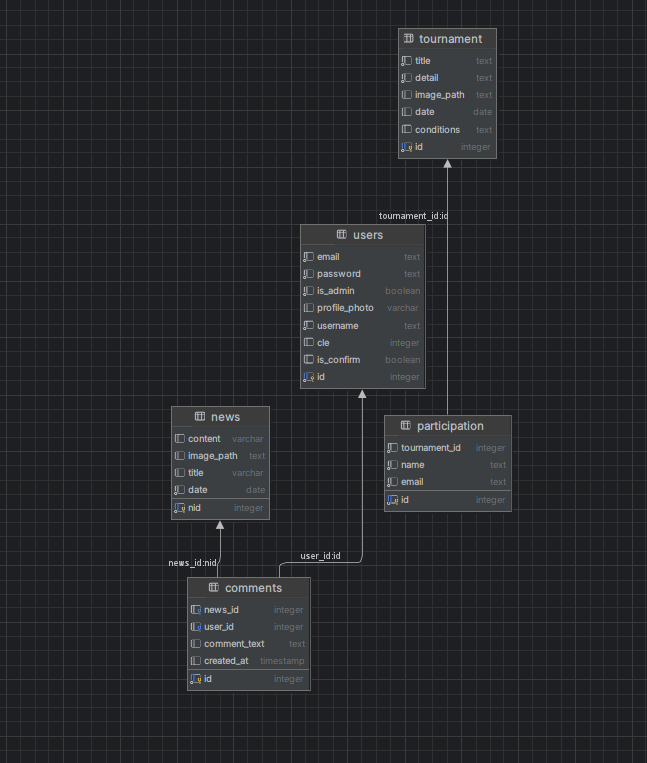 tournament
title text
detail text
image_path text
date date
conditions text
id integer
tournament_id:id
users
email text
password text
is_admin boolean
profile_photo varchar
username text
cle integer
is_confirm boolean
id integer
news
content varchar
image_path text
title varchar
date date
nid integer
participation
tournament_id integer
name text
email text
id integer
news_id:nid
user_id:id
comments
news_id integer
user_id integer
comment_text text
created_at timestamp
id integer